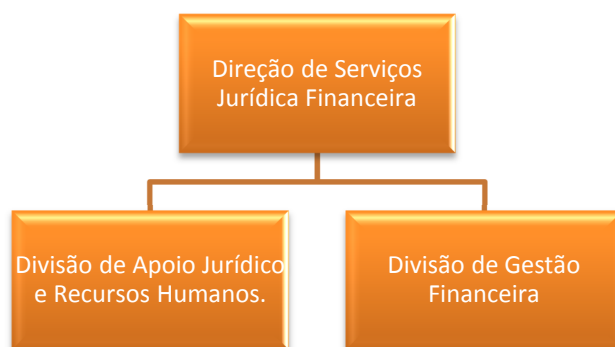 Direção de Serviços
Jurídica Financeira
Divisão de Apoio Jurídico
e Recursos Humanos.
Divisão de Gestão
Financeira